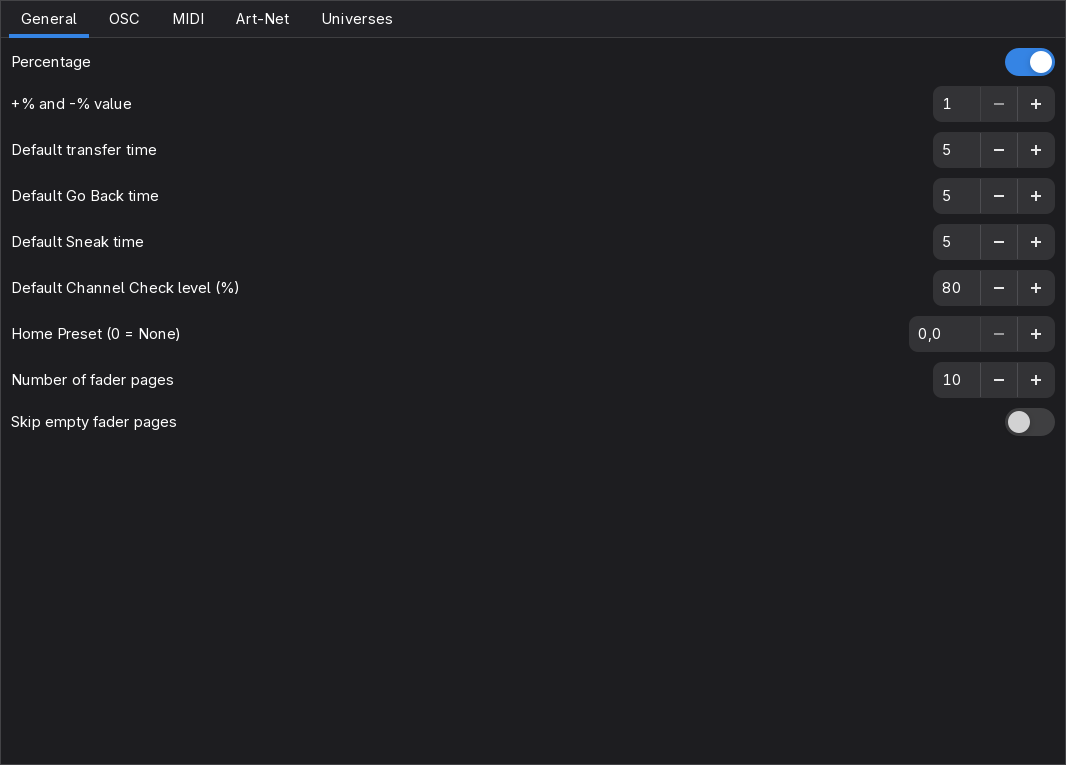 General OSC MIDI Art-Net Universes
Percentage
+% and -% value 1
Default transfer time 5
Default Go Back time 5
Default Sneak time 5
Default Channel Check level (%) 80
Home Preset (0 = None) 0,0
Number of fader pages 10
Skip empty fader pages